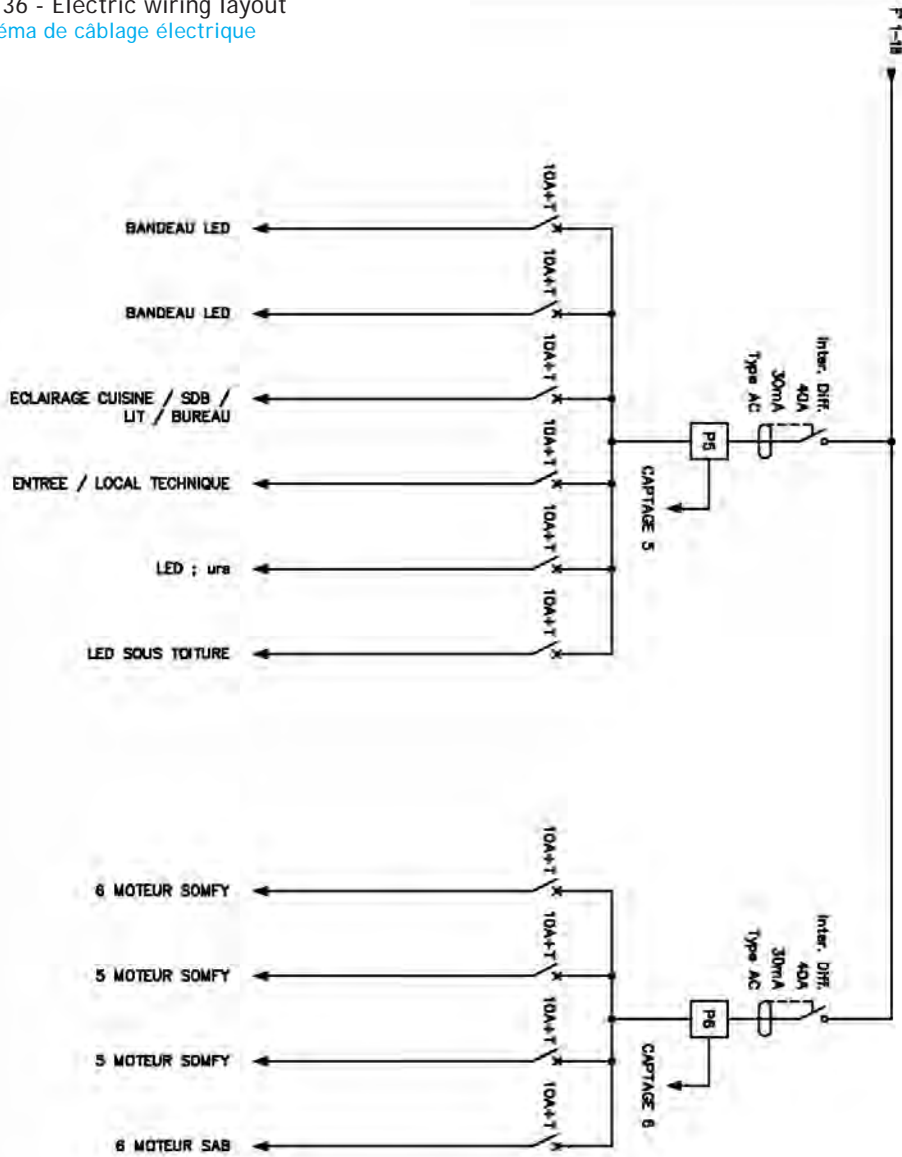 36 - Electric wiring layout
éma de câblage électrique
F 1-1B
10A+T
BANDEAU LED
10A+T
BANDEAU LED
10A+T
ECLAIRAGE CUISINE / SDB /
LIT / BUREAU
10A+T
ENTREE / LOCAL TECHNIQUE
10A+T
LED ; ura
10A+T
LED SOUS TOITURE
Inter. Diff.
40A
30mA
Type AC
P5
CAPTAGE 5
10A+T
6 MOTEUR SOMFY
10A+T
5 MOTEUR SOMFY
10A+T
5 MOTEUR SOMFY
10A+T
6 MOTEUR SAB
Inter. Diff.
40A
30mA
Type AC
P6
CAPTAGE 6